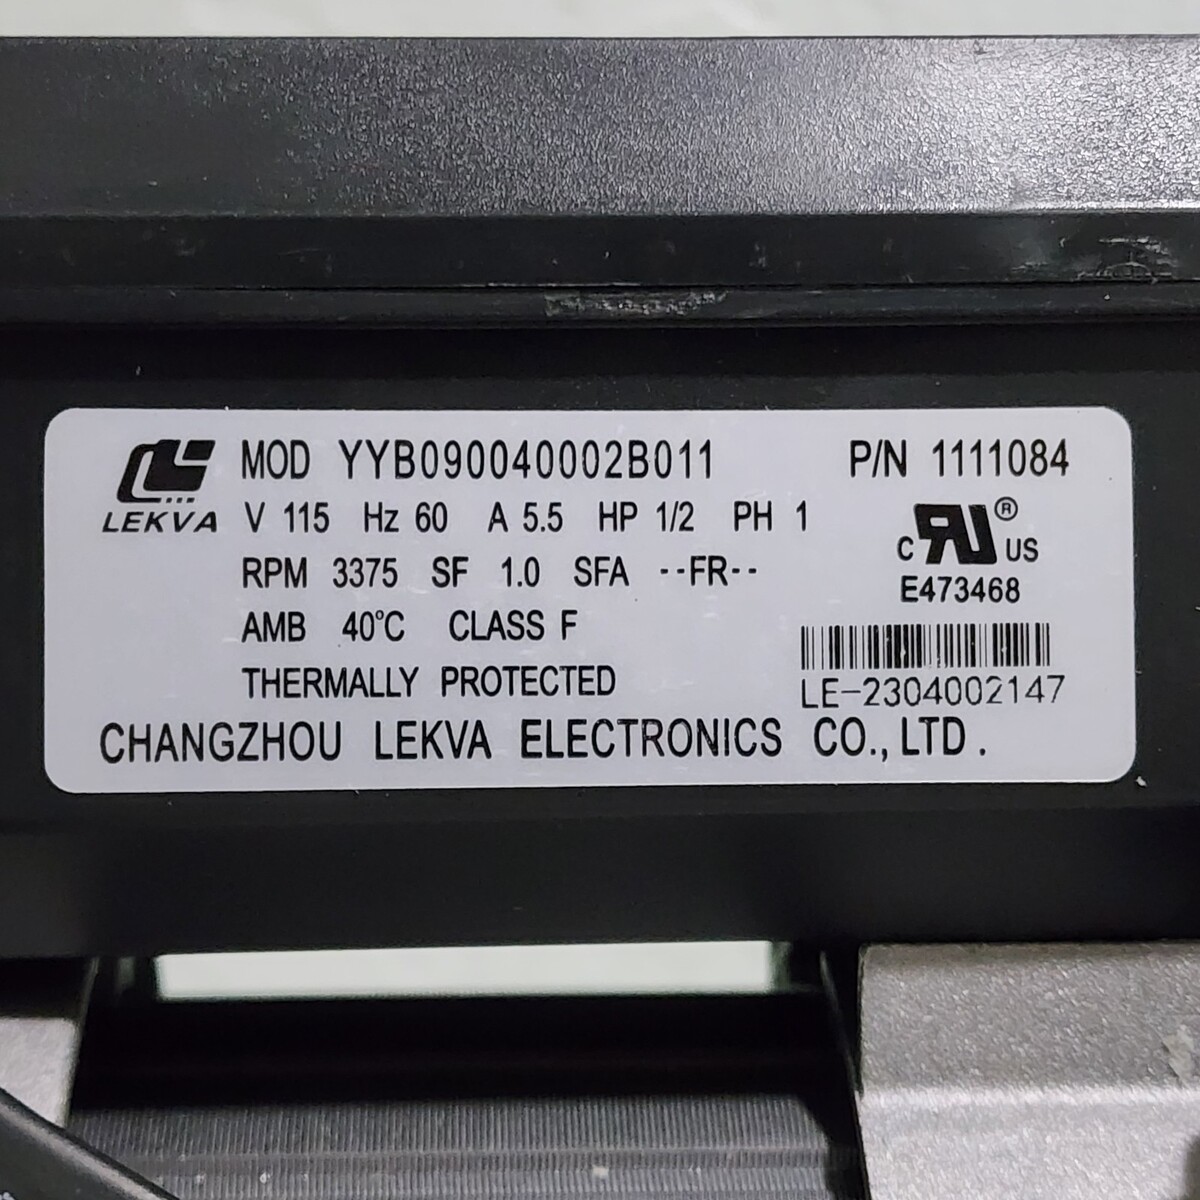 MOD YYB090040002B011 P/N 1111084
LEKVA V 115 Hz 60 A 5.5 HP 1/2 PH 1
C RU® US
RPM 3375 SF 1.0 SFA --FR--
E473468
AMB 40°C CLASS F
THERMALLY PROTECTED
LE-2304002147
CHANGZHOU LEKVA ELECTRONICS CO., LTD.